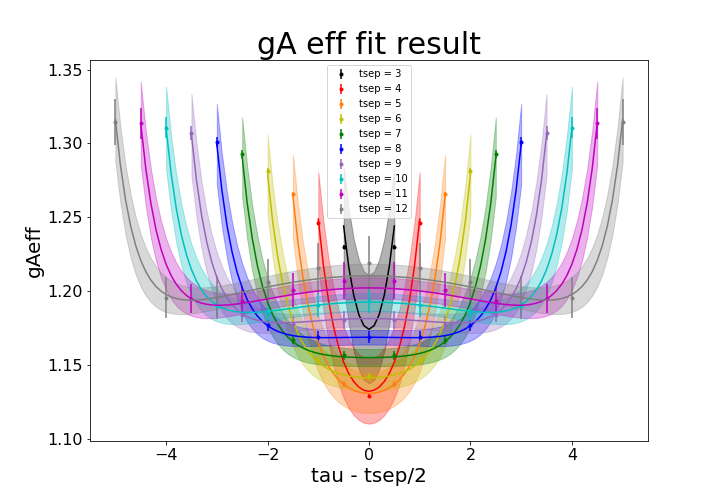 gA eff fit result
1.35
1.30
1.25
1.20
1.15
1.10
gAeff
tsep = 3
tsep = 4
tsep = 5
tsep = 6
tsep = 7
tsep = 8
tsep = 9
tsep = 10
tsep = 11
tsep = 12
−4 −2 0 2 4
tau - tsep/2